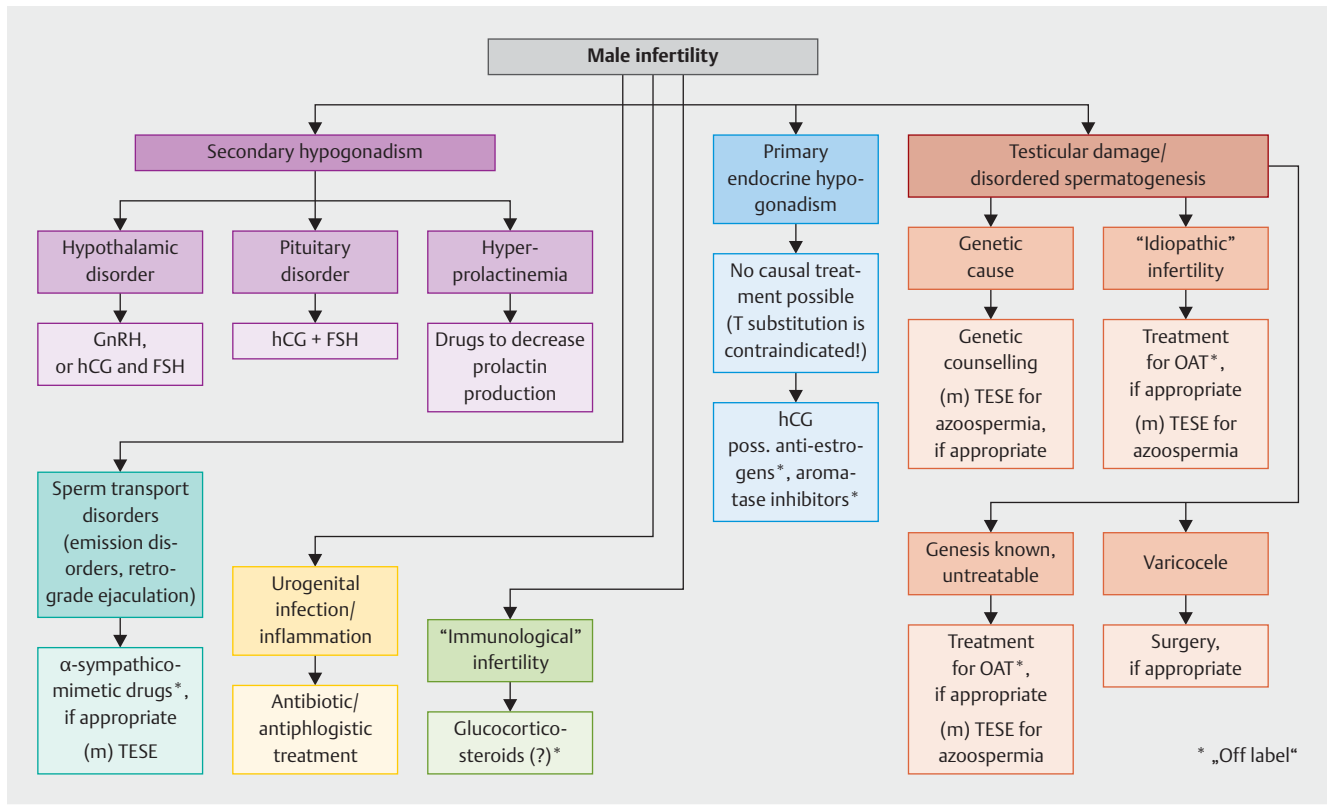 Male infertility
Secondary hypogonadism
Hypothalamic
disorder
GnRH,
or hCG and FSH
Pituitary
disorder
hCG + FSH
Hyper-
prolactinemia
Drugs to decrease
prolactin
production
Primary
endocrine hypo-
gonadism
No causal treat-
ment possible
(T substitution is
contraindicated!)
hCG
poss. anti-estro-
gens*, aroma-
tase inhibitors*
Testicular damage/
disordered spermatogenesis
Genetic
cause
Genetic
counselling
(m) TESE for
azoospermia,
if appropriate
“Idiopathic”
infertility
Treatment
for OAT*,
if appropriate
(m) TESE for
azoospermia
Sperm transport
disorders
(emission dis-
orders, retro-
grade ejaculation)
α-sympathico-
mimetic drugs*,
if appropriate
(m) TESE
Urogenital
infection/
inflammation
Antibiotic/
antiphlogistic
treatment
“Immunological”
infertility
Glucocortico-
steroids (?)*
Genesis known,
untreatable
Treatment
for OAT*,
if appropriate
(m) TESE for
azoospermia
Varicocele
Surgery,
if appropriate
* „Off label“